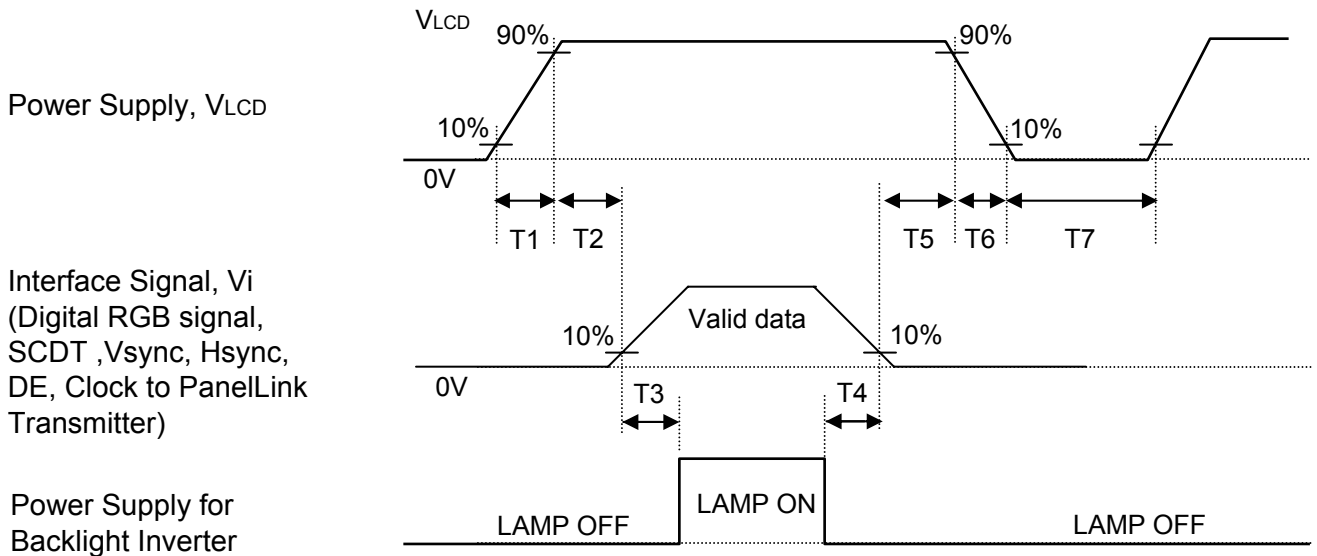 VLCD
90%
90%
Power Supply, VLCD
10%
10%
0V
T1
T2
T5
T6
T7
Interface Signal, Vi
(Digital RGB signal,
SCDT ,Vsync, Hsync,
DE, Clock to PanelLink
Transmitter)
Valid data
10%
10%
0V
T3
T4
Power Supply for
Backlight Inverter
LAMP OFF
LAMP ON
LAMP OFF